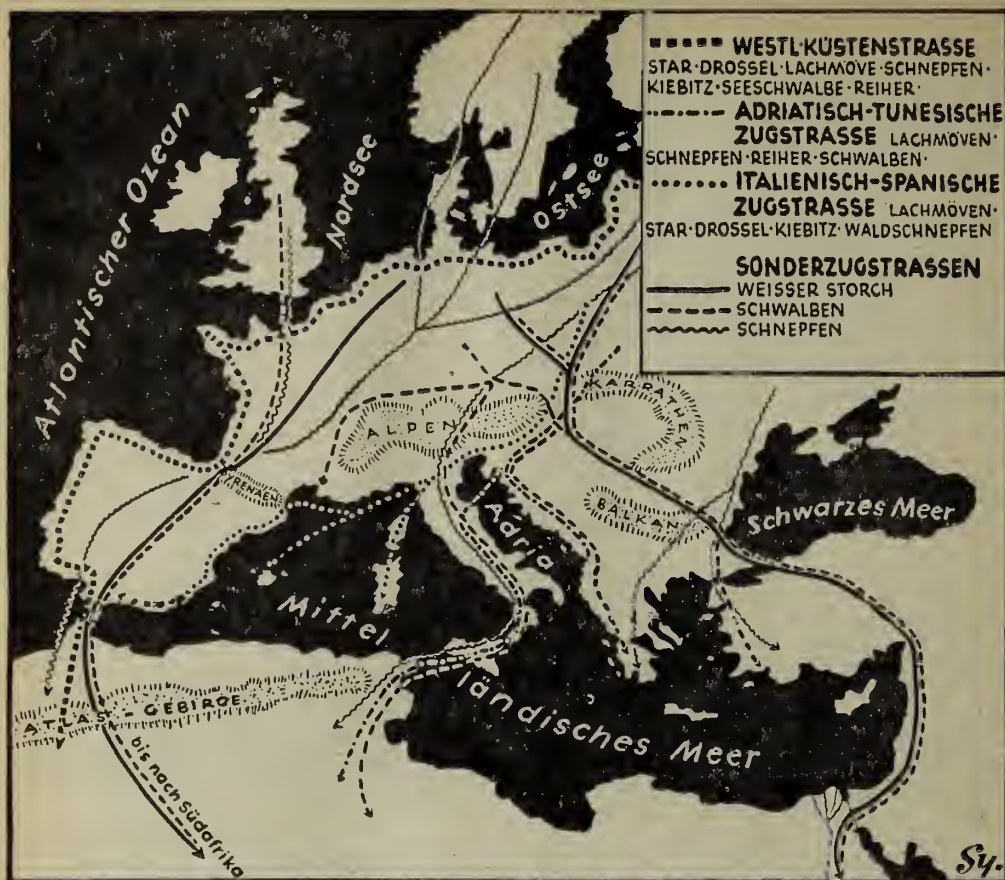 WESTL·KÜSTENSTRASSE
STAR·DROSSEL·LACHMÖVE·SCHNEPFEN·
KIEBITZ·SEESCHWALBE·REIHER·
ADRIATISCH-TUNESISCHE
ZUGSTRASSE LACHMÖVEN·
SCHNEPFEN·REIHER·SCHWALBEN·
ITALIENISCH-SPANISCHE
ZUGSTRASSE LACHMÖVEN·
STAR·DROSSEL·KIEBITZ·WALDSCHNEPFEN
SONDERZUGSTRASSEN
WEISSER STORCH
SCHWALBEN
SCHNEPFEN
Atlantischer Ozean
Nordsee
Ostsee
ALPEN
KARPATHEN
PYRENÄEN
Adria
BALKAN
Schwarzes Meer
Mittel
ländisches Meer
ATLAS-GEBIRGE
bis nach Südafrika
Sy.